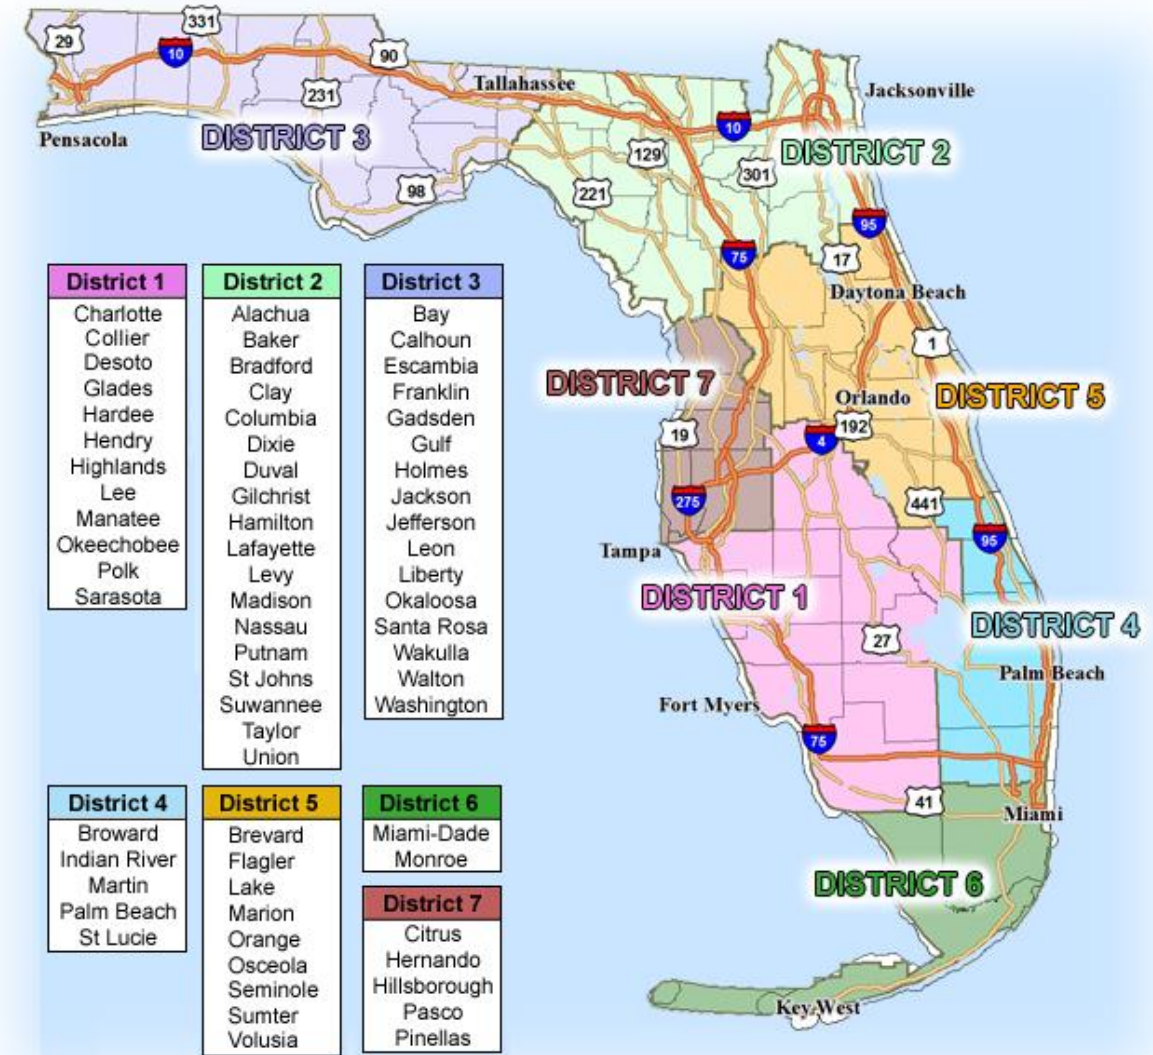 331
29
10
90
Tallahassee
Jacksonville
231
10
Pensacola
DISTRICT 3
129
DISTRICT 2
98
221
301
95
75
17
Daytona Beach
1
DISTRICT 7
Orlando
DISTRICT 5
19
4
192
275
441
95
Tampa
DISTRICT 1
DISTRICT 4
27
Palm Beach
Fort Myers
75
41
Miami
DISTRICT 6
Key West
District 1
Charlotte
Collier
Desoto
Glades
Hardee
Hendry
Highlands
Lee
Manatee
Okeechobee
Polk
Sarasota
District 2
Alachua
Baker
Bradford
Clay
Columbia
Dixie
Duval
Gilchrist
Hamilton
Lafayette
Levy
Madison
Nassau
Putnam
St Johns
Suwannee
Taylor
Union
District 3
Bay
Calhoun
Escambia
Franklin
Gadsden
Gulf
Holmes
Jackson
Jefferson
Leon
Liberty
Okaloosa
Santa Rosa
Wakulla
Walton
Washington
District 4
Broward
Indian River
Martin
Palm Beach
St Lucie
District 5
Brevard
Flagler
Lake
Marion
Orange
Osceola
Seminole
Sumter
Volusia
District 6
Miami-Dade
Monroe
District 7
Citrus
Hernando
Hillsborough
Pasco
Pinellas